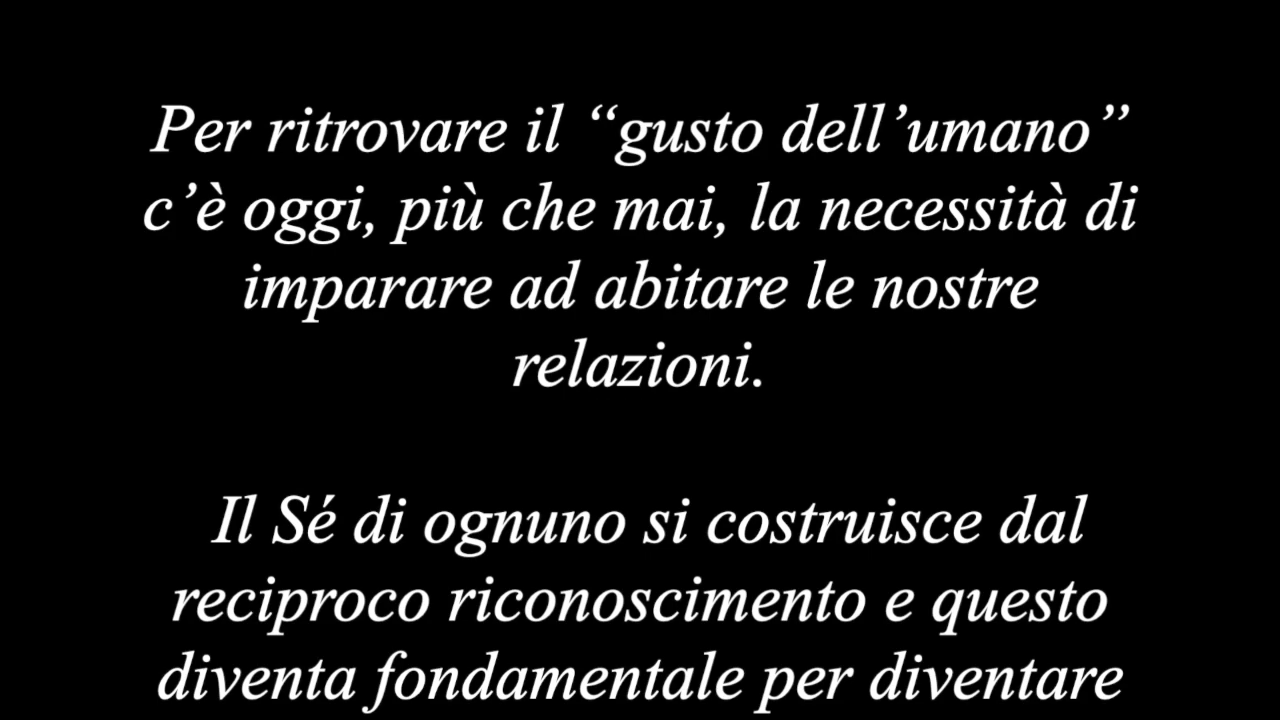 Per ritrovare il “gusto dell’umano”
c’è oggi, più che mai, la necessità di
imparare ad abitare le nostre
relazioni.
Il Sé di ognuno si costruisce dal
reciproco riconoscimento e questo
diventa fondamentale per diventare